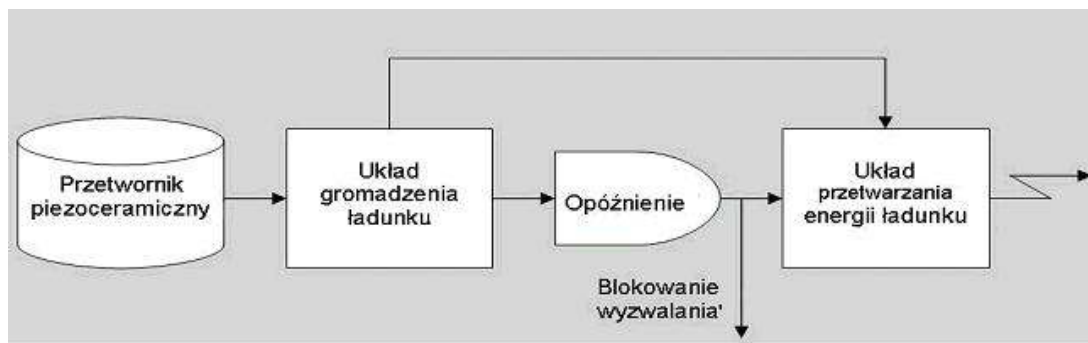 Przetwornik
piezoceramiczny
Układ
gromadzenia
ładunku
Opóźnienie
Układ
przetwarzania
energii ładunku
Blokowanie
wyzwalania'